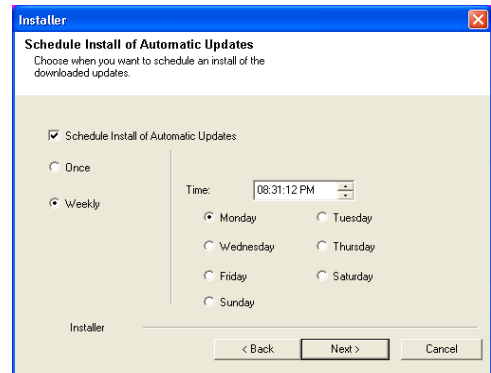 Installer
Schedule Install of Automatic Updates
Choose when you want to schedule an install of the
downloaded updates.
Schedule Install of Automatic Updates
Once
Weekly
Time: 08:31:12 PM
Monday Tuesday
Wednesday Thursday
Friday Saturday
Sunday
Installer
< Back Next > Cancel